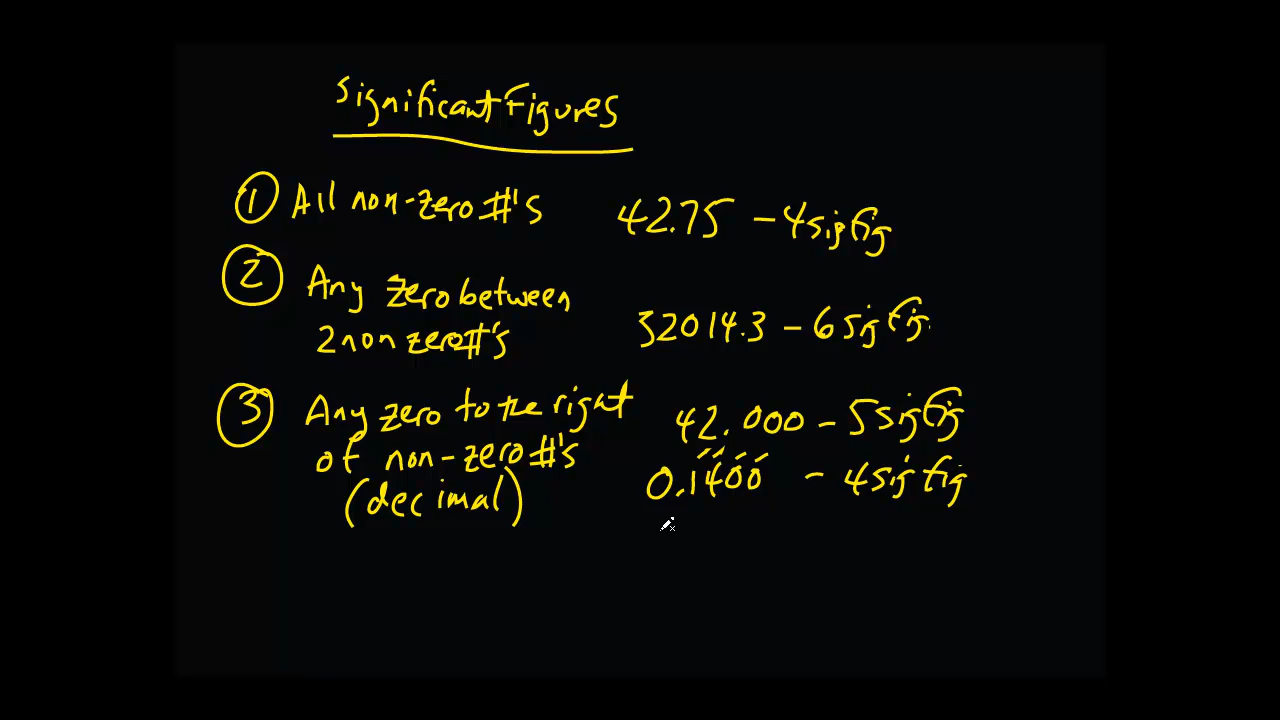 Significant Figures
① All non-zero #'s 42.75 - 4 sig fig
② Any zero between
2 non zero #'s 32014.3 - 6 sig fig.
③ Any zero to the right 42.000 - 5 sig fig
of non-zero #'s 0.1400 - 4 sig fig
(decimal)